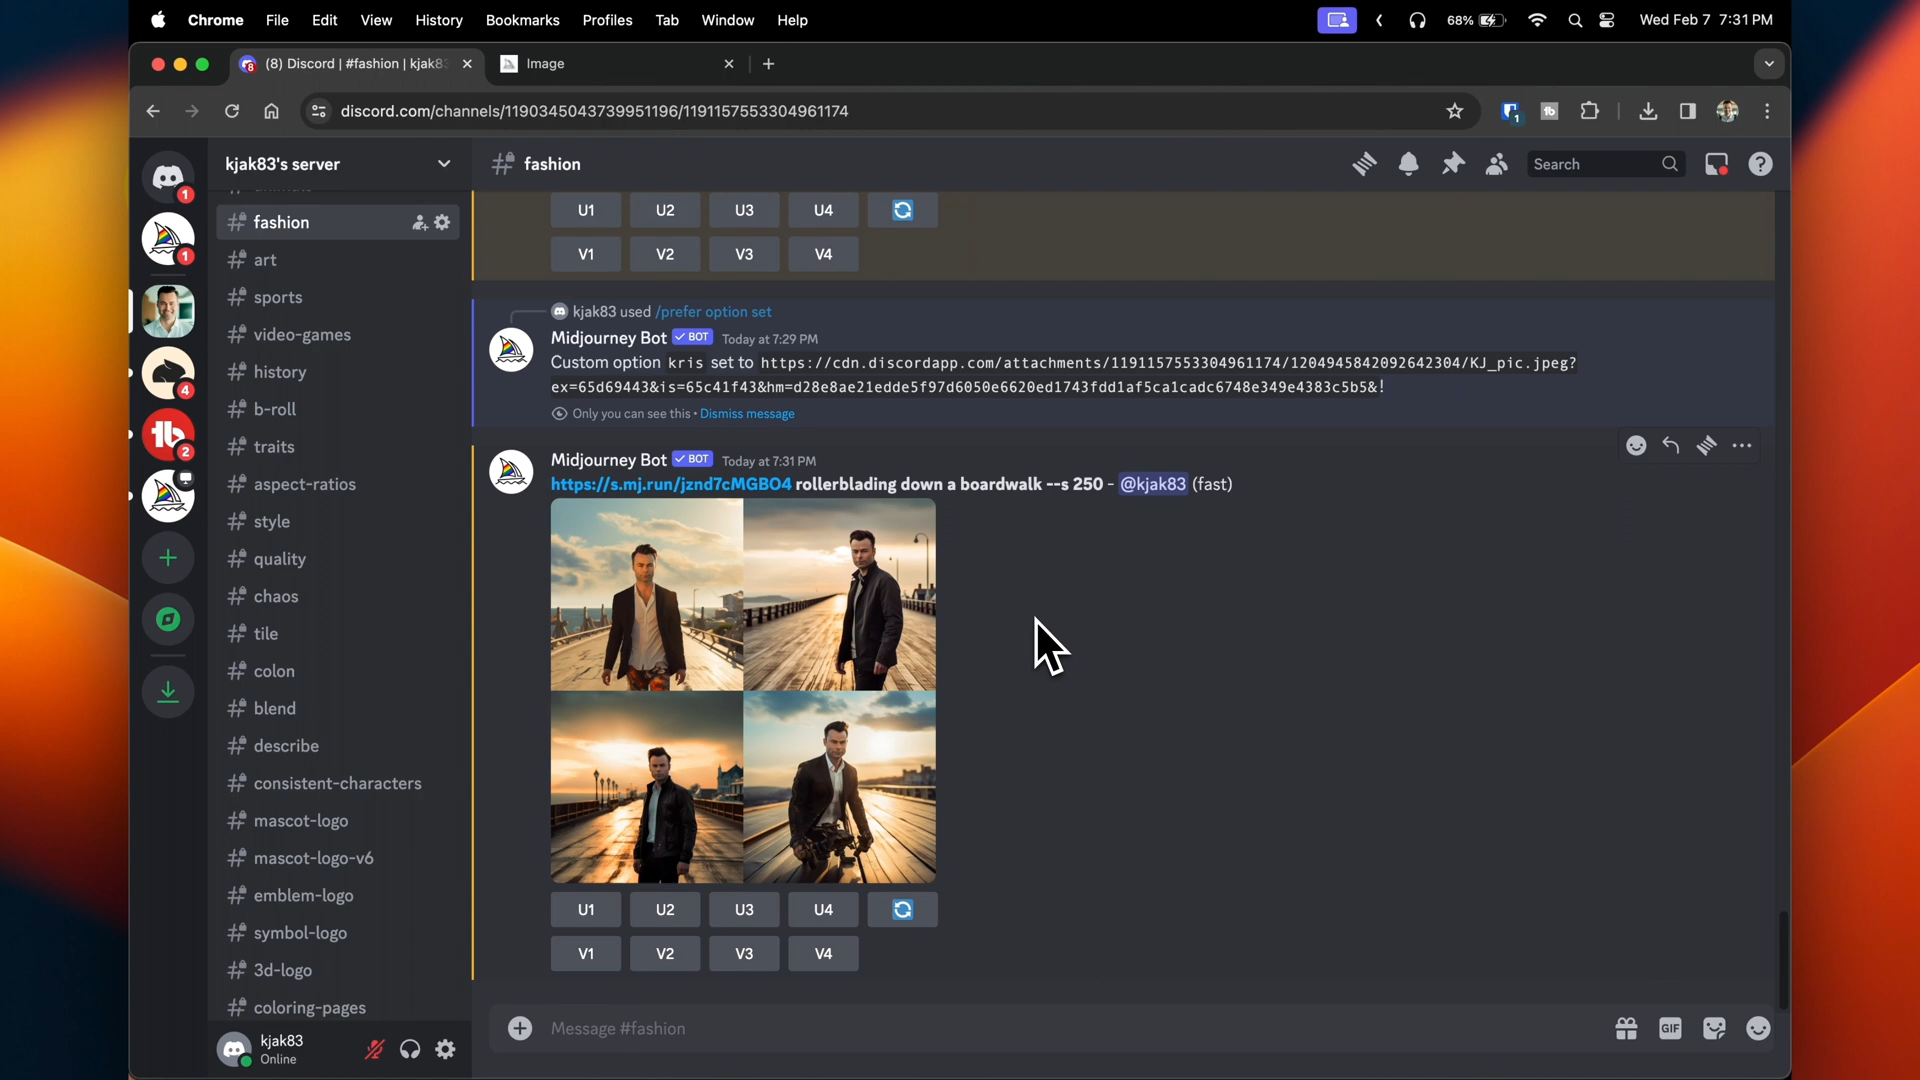 Chrome File Edit View History Bookmarks Profiles Tab Window Help 68% Wed Feb 7 7:31 PM
(8) Discord | #fashion | kjak83 Image
discord.com/channels/1190345043739951196/1191157553304961174
1
kjak83's server
fashion
Search
1
1
4
2
fashion
art
sports
video-games
history
b-roll
traits
aspect-ratios
style
quality
chaos
tile
colon
blend
describe
consistent-characters
mascot-logo
mascot-logo-v6
emblem-logo
symbol-logo
3d-logo
coloring-pages
kjak83
Online
U1 U2 U3 U4
V1 V2 V3 V4
kjak83 used /prefer option set
Midjourney Bot ✓ BOT Today at 7:29 PM
Custom option kris set to https://cdn.discordapp.com/attachments/1191157553304961174/1204945842092642304/KJ_pic.jpeg?
ex=65d69443&is=65c41f43&hm=d28e8ae21edde5f97d6050e6620ed1743fdd1af5ca1cadc6748e349e4383c5b5&!
Only you can see this • Dismiss message
Midjourney Bot ✓ BOT Today at 7:31 PM
https://s.mj.run/jznd7cMGBO4 rollerblading down a boardwalk --s 250 - @kjak83 (fast)
U1 U2 U3 U4
V1 V2 V3 V4
Message #fashion
GIF